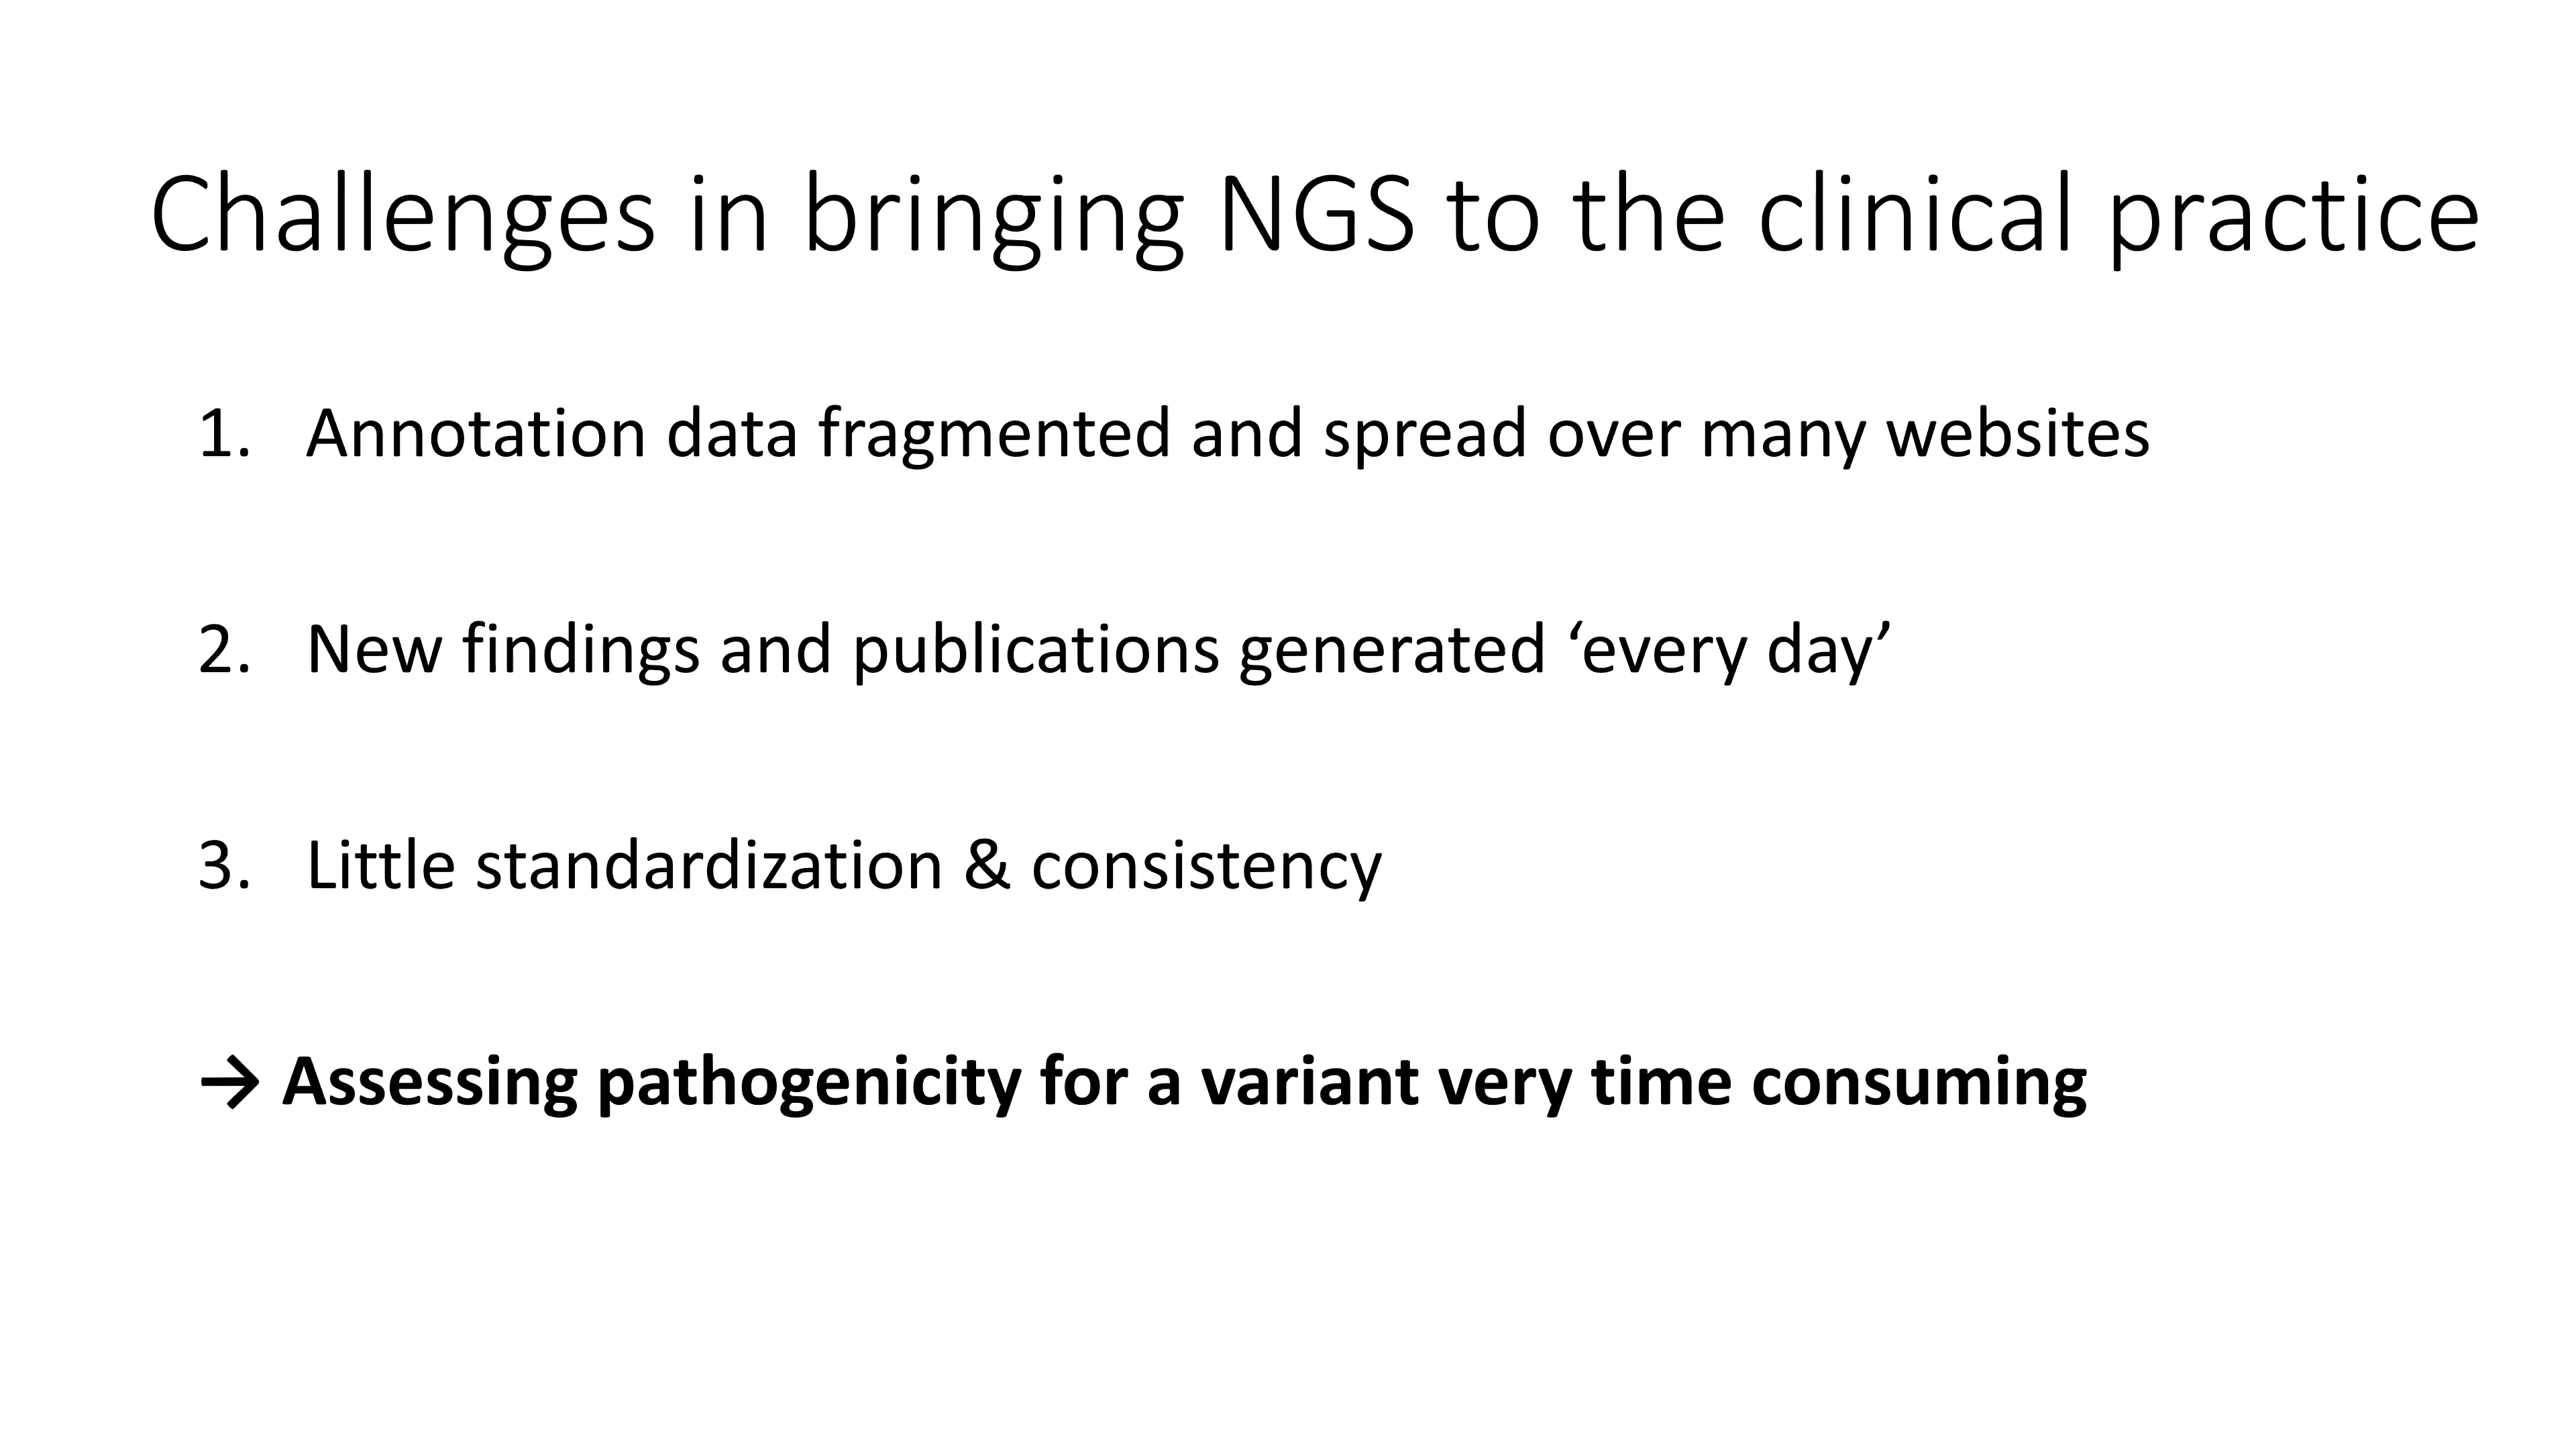 Challenges in bringing NGS to the clinical practice
1. Annotation data fragmented and spread over many websites
2. New findings and publications generated ‘every day’
3. Little standardization & consistency
→ Assessing pathogenicity for a variant very time consuming